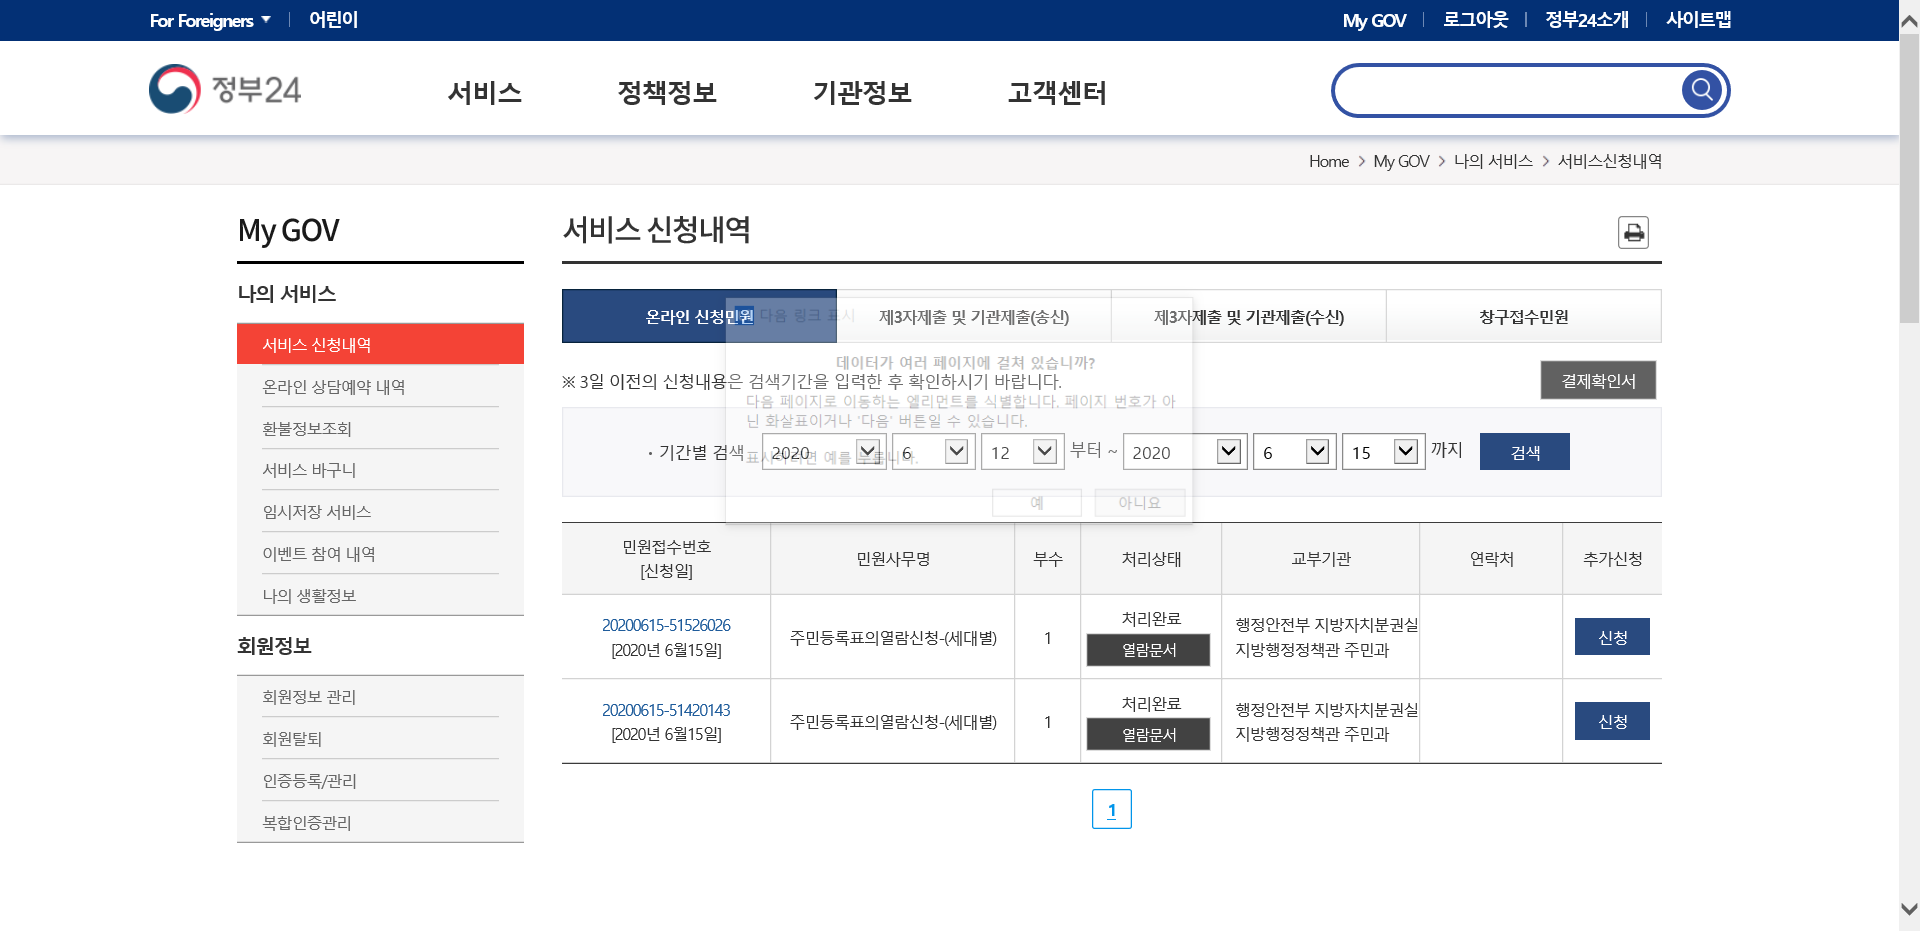 For Foreigners
어린이
My GOV
로그아웃
정부24소개
사이트맵
정부24
서비스
정책정보
기관정보
고객센터
Home > My GOV > 나의 서비스 > 서비스신청내역
My GOV
나의 서비스
서비스 신청내역
온라인 상담예약 내역
환불정보조회
서비스 바구니
임시저장 서비스
이벤트 참여 내역
나의 생활정보
회원정보
회원정보 관리
회원탈퇴
인증등록/관리
복합인증관리
서비스 신청내역
온라인 신청민원
제3자제출 및 기관제출(송신)
제3자제출 및 기관제출(수신)
창구접수민원
다음 링크 표시
데이터가 여러 페이지에 걸쳐 있습니까?
※ 3일 이전의 신청내용은 검색기간을 입력한 후 확인하시기 바랍니다.
결제확인서
다음 페이지로 이동하는 엘리먼트를 식별합니다. 페이지 번호가 아
닌 화살표이거나 '다음' 버튼일 수 있습니다.
· 기간별 검색 2020 6 12 부터 ~ 2020 6 15 까지 검색
예를 누릅니다.
예
아니요
민원접수번호
[신청일]
민원사무명
부수
처리상태
교부기관
연락처
추가신청
20200615-51526026
[2020년 6월15일]
주민등록표의열람신청-(세대별)
1
처리완료
열람문서
행정안전부 지방자치분권실
지방행정정책관 주민과
신청
20200615-51420143
[2020년 6월15일]
주민등록표의열람신청-(세대별)
1
처리완료
열람문서
행정안전부 지방자치분권실
지방행정정책관 주민과
신청
1